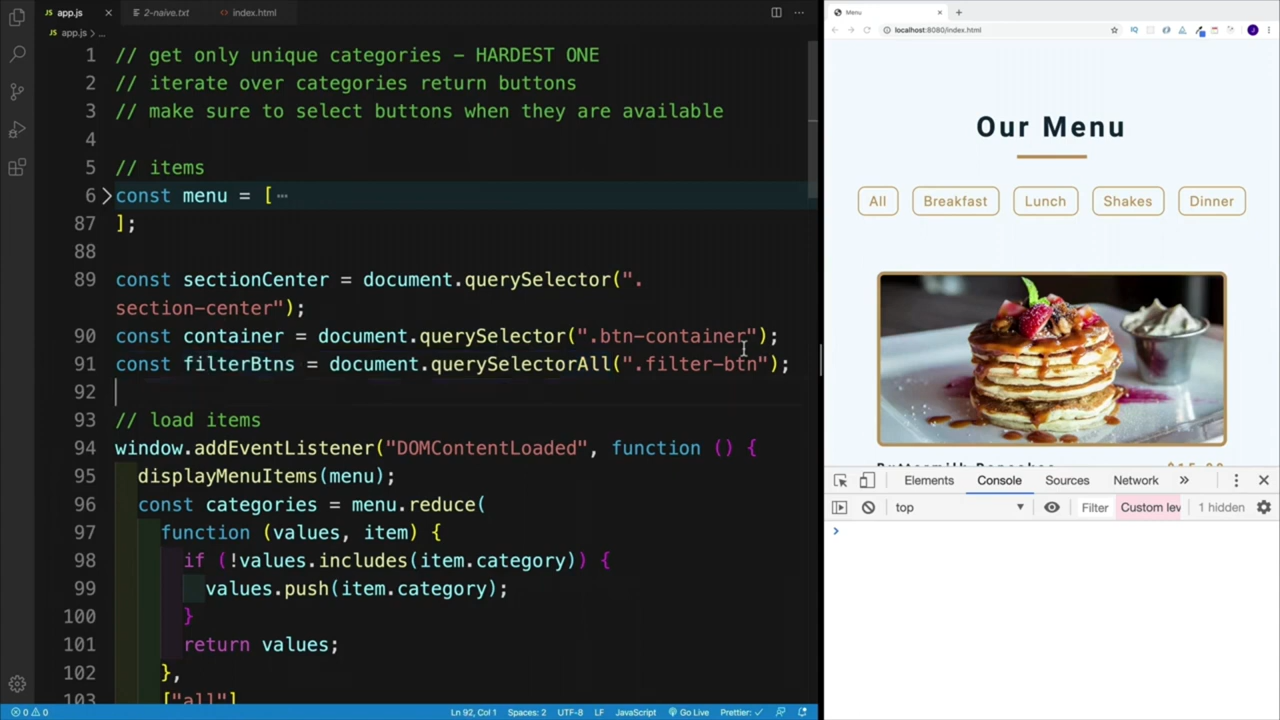 app.js
2-naive.txt
index.html
app.js > ...
1 // get only unique categories - HARDEST ONE
2 // iterate over categories return buttons
3 // make sure to select buttons when they are available
4
5 // items
6 const menu = [ ⋯
87 ];
88
89 const sectionCenter = document.querySelector(".
section-center");
90 const container = document.querySelector(".btn-container");
91 const filterBtns = document.querySelectorAll(".filter-btn");
92
93 // load items
94 window.addEventListener("DOMContentLoaded", function () {
95 displayMenuItems(menu);
96 const categories = menu.reduce(
97 function (values, item) {
98 if (!values.includes(item.category)) {
99 values.push(item.category);
100 }
101 return values;
102 },
103 ["all"]
0 0 Ln 92, Col 1 Spaces: 2 UTF-8 LF JavaScript Go Live Prettier: ✓
Menu
localhost:8080/index.html
Our Menu
All Breakfast Lunch Shakes Dinner
Buttermilk Pancakes
Elements Console Sources Network »
top Filter Custom lev 1 hidden